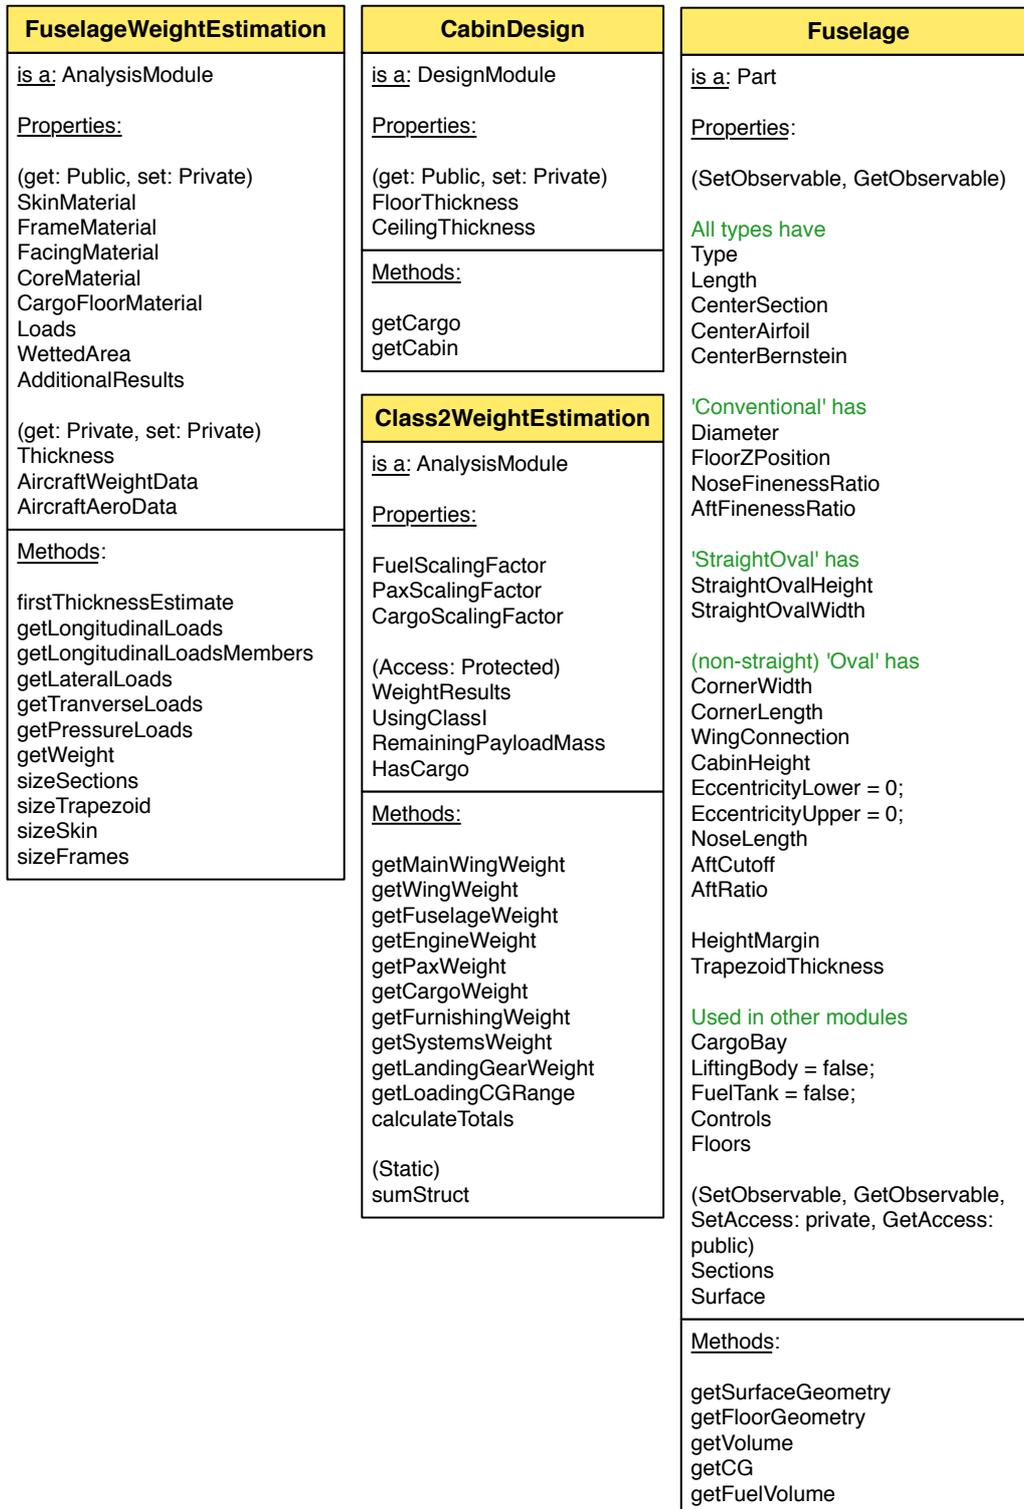 FuselageWeightEstimation
is a: AnalysisModule
Properties:
(get: Public, set: Private)
SkinMaterial
FrameMaterial
FacingMaterial
CoreMaterial
CargoFloorMaterial
Loads
WettedArea
AdditionalResults
(get: Private, set: Private)
Thickness
AircraftWeightData
AircraftAeroData
Methods:
firstThicknessEstimate
getLongitudinalLoads
getLongitudinalLoadsMembers
getLateralLoads
getTranverseLoads
getPressureLoads
getWeight
sizeSections
sizeTrapezoid
sizeSkin
sizeFrames
CabinDesign
is a: DesignModule
Properties:
(get: Public, set: Private)
FloorThickness
CeilingThickness
Methods:
getCargo
getCabin
Class2WeightEstimation
is a: AnalysisModule
Properties:
FuelScalingFactor
PaxScalingFactor
CargoScalingFactor
(Access: Protected)
WeightResults
UsingClassI
RemainingPayloadMass
HasCargo
Methods:
getMainWingWeight
getWingWeight
getFuselageWeight
getEngineWeight
getPaxWeight
getCargoWeight
getFurnishingWeight
getSystemsWeight
getLandingGearWeight
getLoadingCGRange
calculateTotals
(Static)
sumStruct
Fuselage
is a: Part
Properties:
(SetObservable, GetObservable)
All types have
Type
Length
CenterSection
CenterAirfoil
CenterBernstein
'Conventional' has
Diameter
FloorZPosition
NoseFinenessRatio
AftFinenessRatio
'StraightOval' has
StraightOvalHeight
StraightOvalWidth
(non-straight) 'Oval' has
CornerWidth
CornerLength
WingConnection
CabinHeight
EccentricityLower = 0;
EccentricityUpper = 0;
NoseLength
AftCutoff
AftRatio
HeightMargin
TrapezoidThickness
Used in other modules
CargoBay
LiftingBody = false;
FuelTank = false;
Controls
Floors
(SetObservable, GetObservable,
SetAccess: private, GetAccess:
public)
Sections
Surface
Methods:
getSurfaceGeometry
getFloorGeometry
getVolume
getCG
getFuelVolume